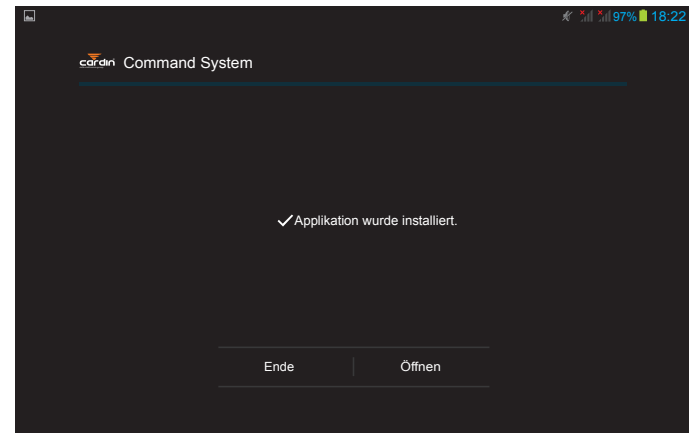 97% 18:22
cardin Command System
Applikation wurde installiert.
Ende Öffnen